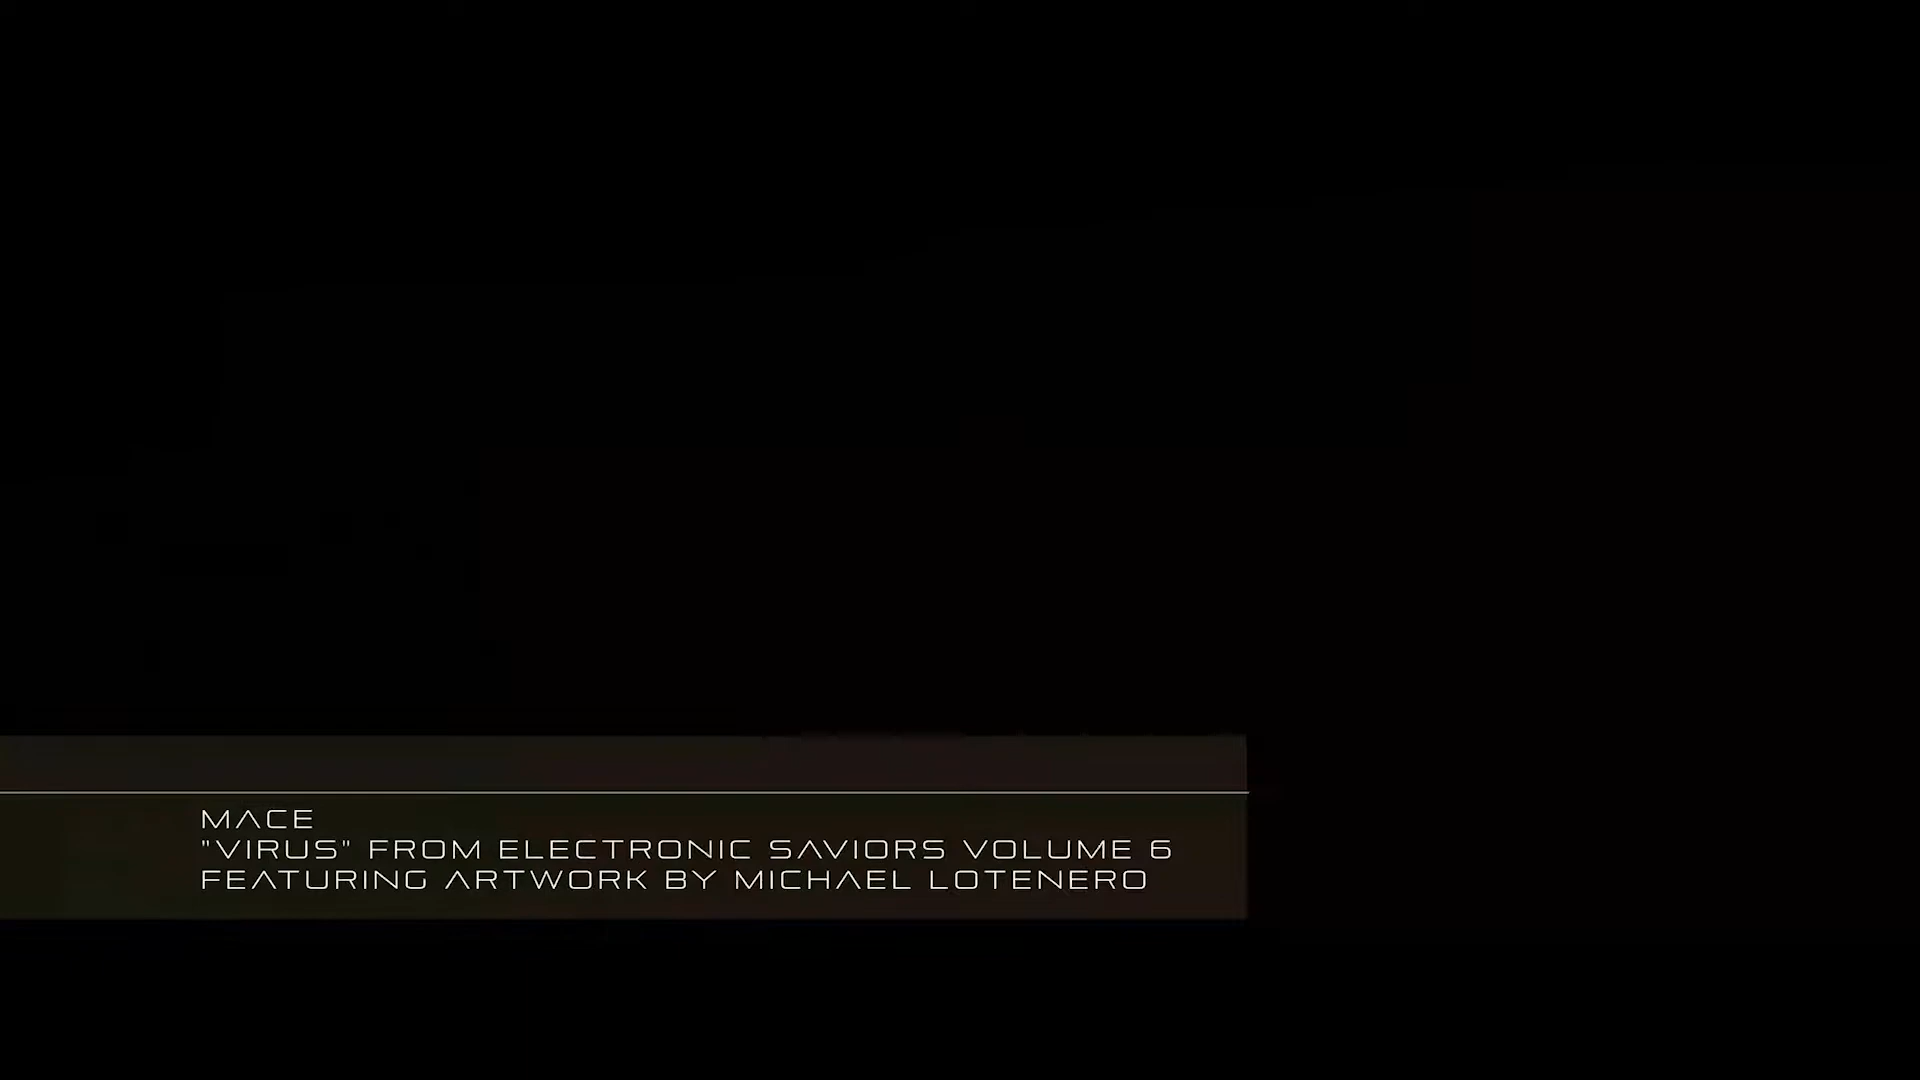 MACE
"VIRUS" FROM ELECTRONIC SAVIORS VOLUME 6
FEATURING ARTWORK BY MICHAEL LOTENERO